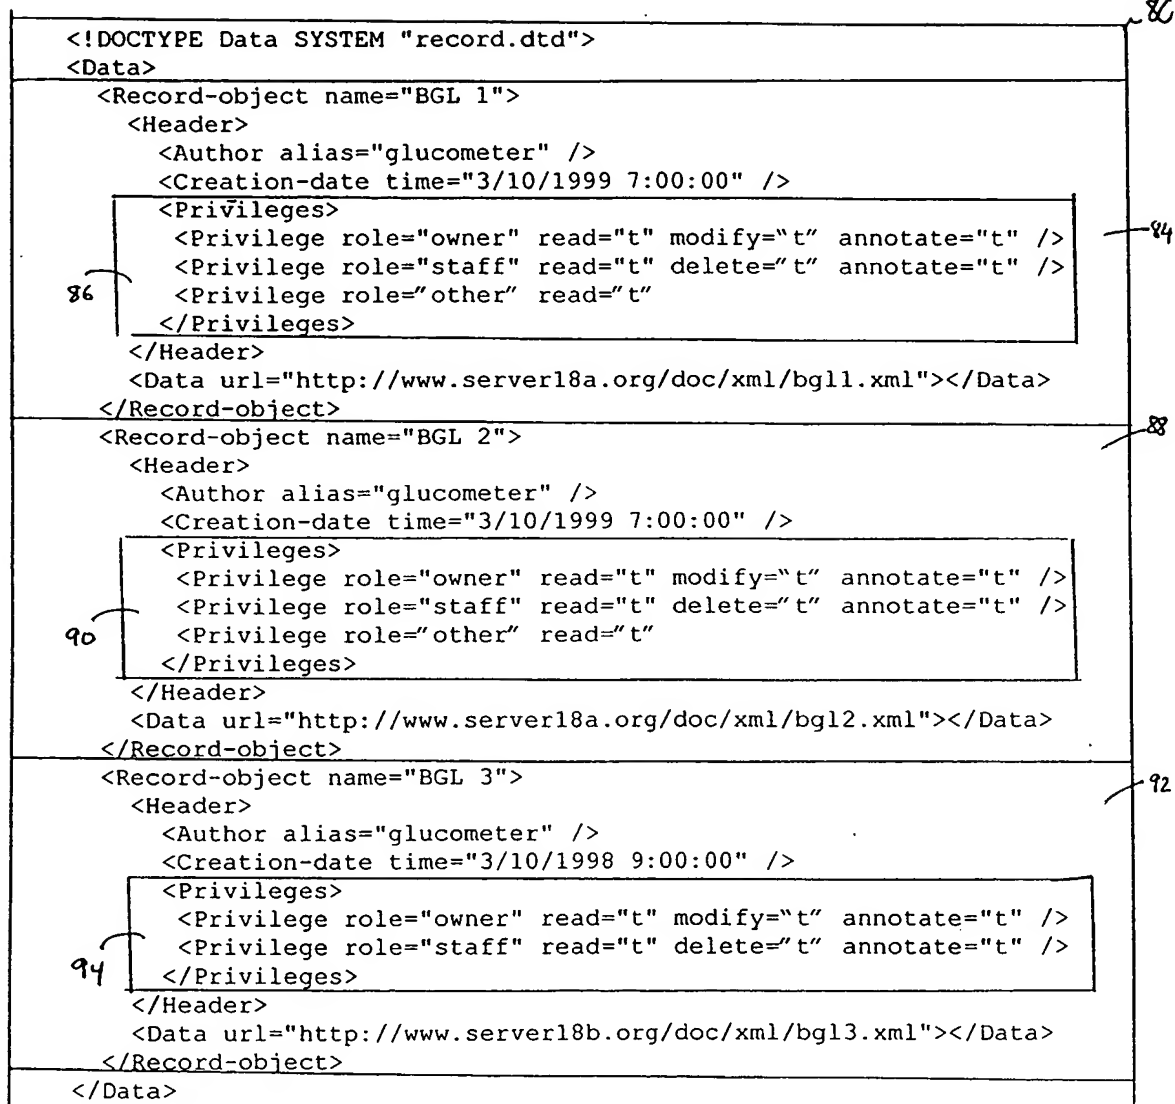 82
<!DOCTYPE Data SYSTEM "record.dtd">
<Data>
<Record-object name="BGL 1">
<Header>
<Author alias="glucometer" />
<Creation-date time="3/10/1999 7:00:00" />
<Privileges>
<Privilege role="owner" read="t" modify="t" annotate="t" />
84
<Privilege role="staff" read="t" delete="t" annotate="t" />
86
<Privilege role="other" read="t"
</Privileges>
</Header>
<Data url="http://www.server18a.org/doc/xml/bgl1.xml"></Data>
</Record-object>
<Record-object name="BGL 2">
88
<Header>
<Author alias="glucometer" />
<Creation-date time="3/10/1999 7:00:00" />
<Privileges>
<Privilege role="owner" read="t" modify="t" annotate="t" />
<Privilege role="staff" read="t" delete="t" annotate="t" />
90
<Privilege role="other" read="t"
</Privileges>
</Header>
<Data url="http://www.server18a.org/doc/xml/bgl2.xml"></Data>
</Record-object>
<Record-object name="BGL 3">
92
<Header>
<Author alias="glucometer" />
<Creation-date time="3/10/1998 9:00:00" />
<Privileges>
<Privilege role="owner" read="t" modify="t" annotate="t" />
<Privilege role="staff" read="t" delete="t" annotate="t" />
94
</Privileges>
</Header>
<Data url="http://www.server18b.org/doc/xml/bgl3.xml"></Data>
</Record-object>
</Data>